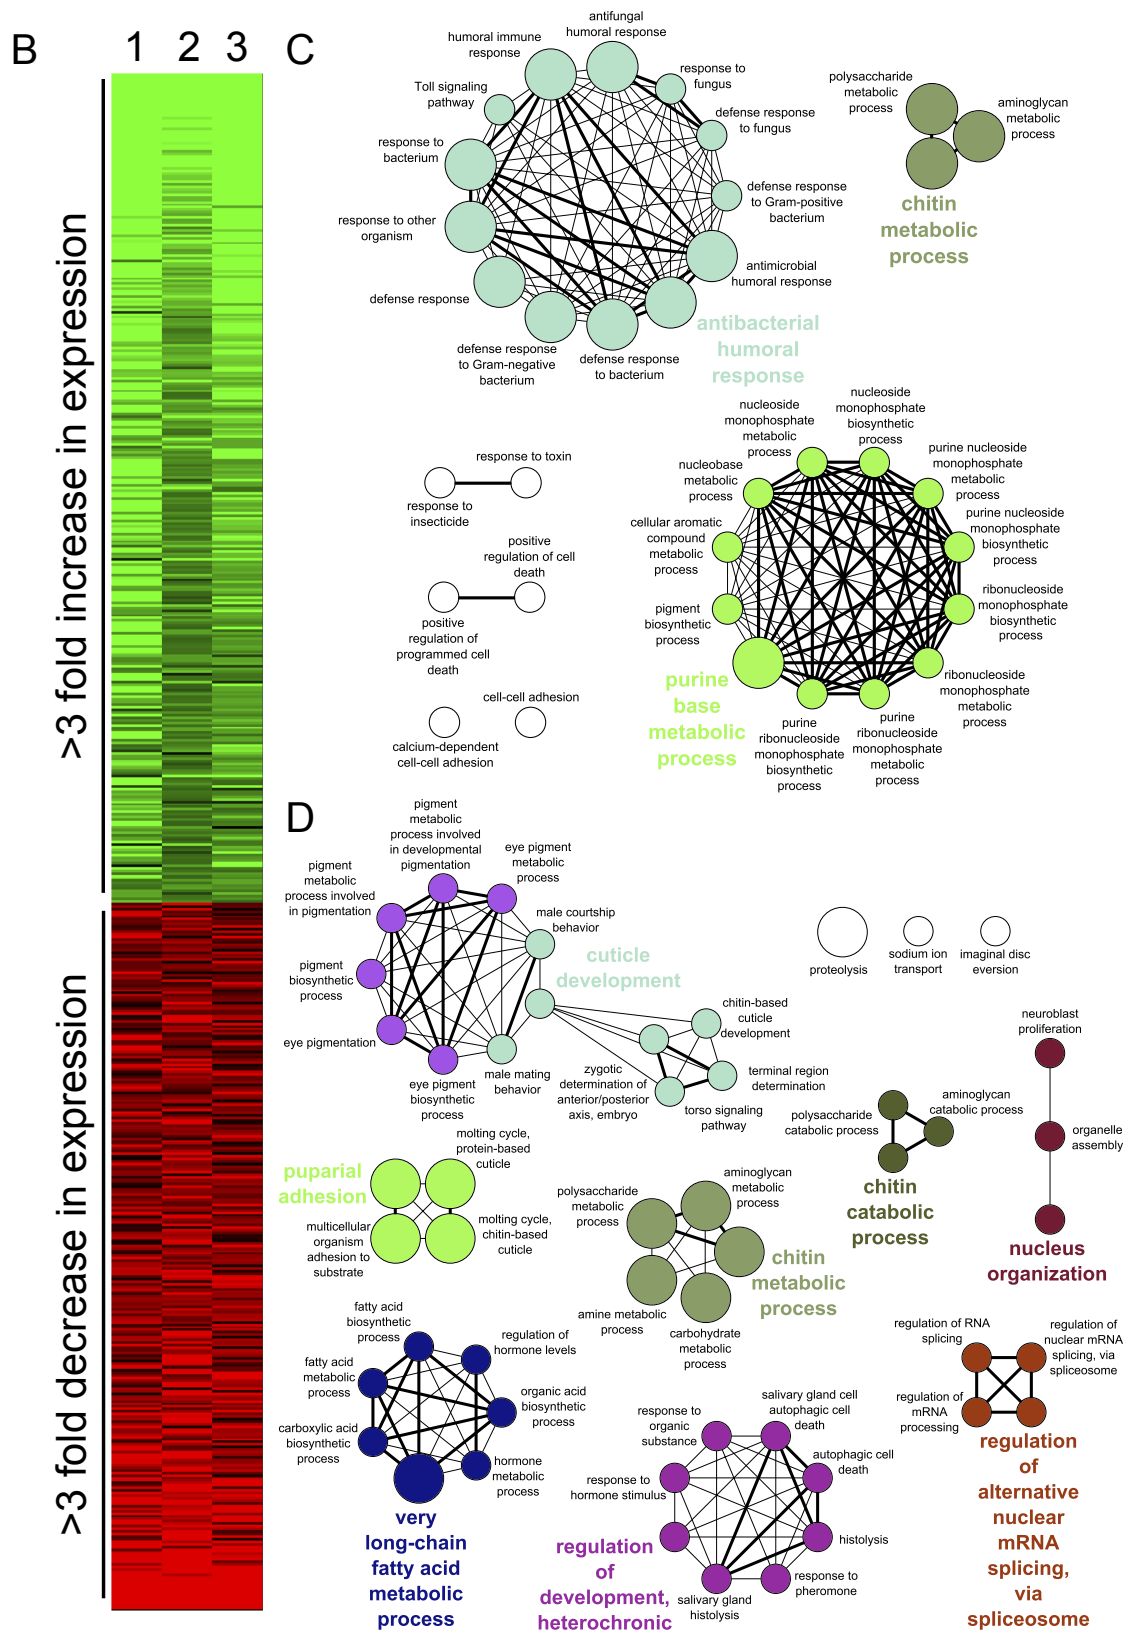 B
1 2 3
>3 fold increase in expression
>3 fold decrease in expression
C
antifungal
humoral response
humoral immune
response
response to
fungus
Toll signaling
pathway
defense response
to fungus
response to
bacterium
defense response
to Gram-positive
bacterium
response to other
organism
antimicrobial
humoral response
defense response
defense response
to Gram-negative
bacterium
defense response
to bacterium
antibacterial
humoral
response
polysaccharide
metabolic
process
aminoglycan
metabolic
process
chitin
metabolic
process
response to toxin
response to
insecticide
positive
regulation of cell
death
positive
regulation of
programmed cell
death
cell-cell adhesion
calcium-dependent
cell-cell adhesion
nucleoside
monophosphate
metabolic
process
nucleoside
monophosphate
biosynthetic
process
purine nucleoside
monophosphate
metabolic
process
nucleobase
metabolic
process
purine nucleoside
monophosphate
biosynthetic
process
cellular aromatic
compound
metabolic
process
ribonucleoside
monophosphate
biosynthetic
process
pigment
biosynthetic
process
ribonucleoside
monophosphate
metabolic
process
purine
base
metabolic
process
purine
ribonucleoside
monophosphate
biosynthetic
process
purine
ribonucleoside
monophosphate
metabolic
process
D
pigment
metabolic
process involved
in developmental
pigmentation
eye pigment
metabolic
process
pigment
metabolic
process involved
in pigmentation
male courtship
behavior
cuticle
development
pigment
biosynthetic
process
eye pigmentation
eye pigment
biosynthetic
process
male mating
behavior
chitin-based
cuticle
development
zygotic
determination of
anterior/posterior
axis, embryo
terminal region
determination
torso signaling
pathway
proteolysis
sodium ion
transport
imaginal disc
eversion
neuroblast
proliferation
organelle
assembly
nucleus
organization
aminoglycan
catabolic process
polysaccharide
catabolic process
chitin
catabolic
process
molting cycle,
protein-based
cuticle
puparial
adhesion
multicellular
organism
adhesion to
substrate
molting cycle,
chitin-based
cuticle
aminoglycan
metabolic
process
polysaccharide
metabolic
process
chitin
metabolic
process
amine metabolic
process
carbohydrate
metabolic
process
fatty acid
biosynthetic
process
regulation of
hormone levels
fatty acid
metabolic
process
organic acid
biosynthetic
process
carboxylic acid
biosynthetic
process
hormone
metabolic
process
very
long-chain
fatty acid
metabolic
process
salivary gland cell
autophagic cell
death
response to
organic
substance
autophagic cell
death
response to
hormone stimulus
histolysis
response to
pheromone
salivary gland
histolysis
regulation
of
development,
heterochronic
regulation of RNA
splicing
regulation of
nuclear mRNA
splicing, via
spliceosome
regulation of
mRNA
processing
regulation
of
alternative
nuclear
mRNA
splicing,
via
spliceosome